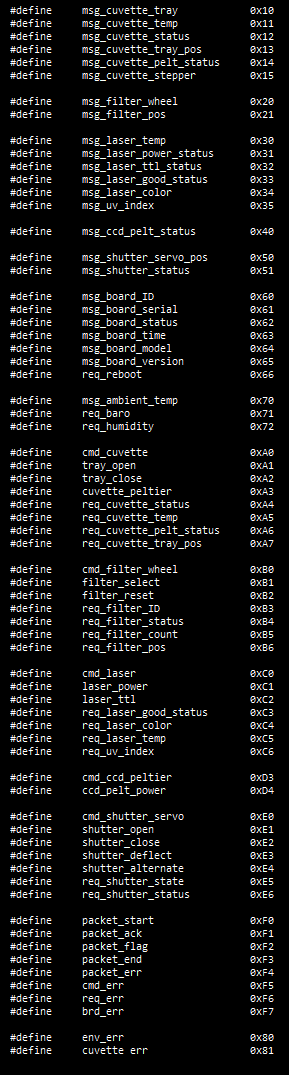 #define msg_cuvette_tray 0x10
#define msg_cuvette_temp 0x11
#define msg_cuvette_status 0x12
#define msg_cuvette_tray_pos 0x13
#define msg_cuvette_pelt_status 0x14
#define msg_cuvette_stepper 0x15
#define msg_filter_wheel 0x20
#define msg_filter_pos 0x21
#define msg_laser_temp 0x30
#define msg_laser_power_status 0x31
#define msg_laser_ttl_status 0x32
#define msg_laser_good_status 0x33
#define msg_laser_color 0x34
#define msg_uv_index 0x35
#define msg_ccd_pelt_status 0x40
#define msg_shutter_servo_pos 0x50
#define msg_shutter_status 0x51
#define msg_board_ID 0x60
#define msg_board_serial 0x61
#define msg_board_status 0x62
#define msg_board_time 0x63
#define msg_board_model 0x64
#define msg_board_version 0x65
#define req_reboot 0x66
#define msg_ambient_temp 0x70
#define req_baro 0x71
#define req_humidity 0x72
#define cmd_cuvette 0xA0
#define tray_open 0xA1
#define tray_close 0xA2
#define cuvette_peltier 0xA3
#define req_cuvette_status 0xA4
#define req_cuvette_temp 0xA5
#define req_cuvette_pelt_status 0xA6
#define req_cuvette_tray_pos 0xA7
#define cmd_filter_wheel 0xB0
#define filter_select 0xB1
#define filter_reset 0xB2
#define req_filter_ID 0xB3
#define req_filter_status 0xB4
#define req_filter_count 0xB5
#define req_filter_pos 0xB6
#define cmd_laser 0xC0
#define laser_power 0xC1
#define laser_ttl 0xC2
#define req_laser_good_status 0xC3
#define req_laser_color 0xC4
#define req_laser_temp 0xC5
#define req_uv_index 0xC6
#define cmd_ccd_peltier 0xD3
#define ccd_pelt_power 0xD4
#define cmd_shutter_servo 0xE0
#define shutter_open 0xE1
#define shutter_close 0xE2
#define shutter_deflect 0xE3
#define shutter_alternate 0xE4
#define req_shutter_state 0xE5
#define req_shutter_status 0xE6
#define packet_start 0xF0
#define packet_ack 0xF1
#define packet_flag 0xF2
#define packet_end 0xF3
#define packet_err 0xF4
#define cmd_err 0xF5
#define req_err 0xF6
#define brd_err 0xF7
#define env_err 0x80
#define cuvette err 0x81